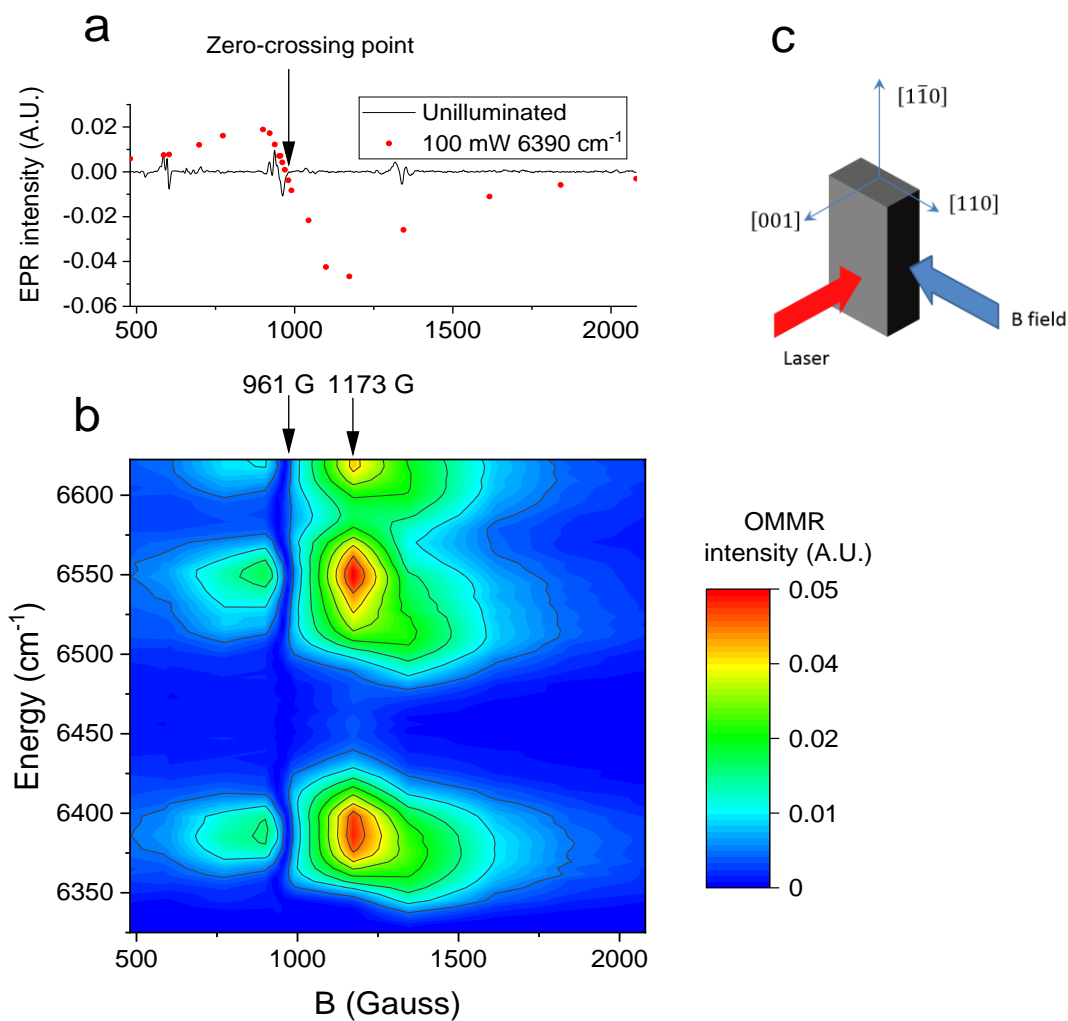 a
Zero-crossing point
EPR intensity (A.U.)
0.02
0.00
-0.02
-0.04
-0.06
Unilluminated
100 mW 6390 cm⁻¹
500
1000
1500
2000
c
[11̅0]
[001]
[110]
Laser
B field
b
961 G 1173 G
Energy (cm⁻¹)
6600
6550
6500
6450
6400
6350
500
1000
1500
2000
B (Gauss)
OMMR
intensity (A.U.)
0.05
0.04
0.02
0.01
0